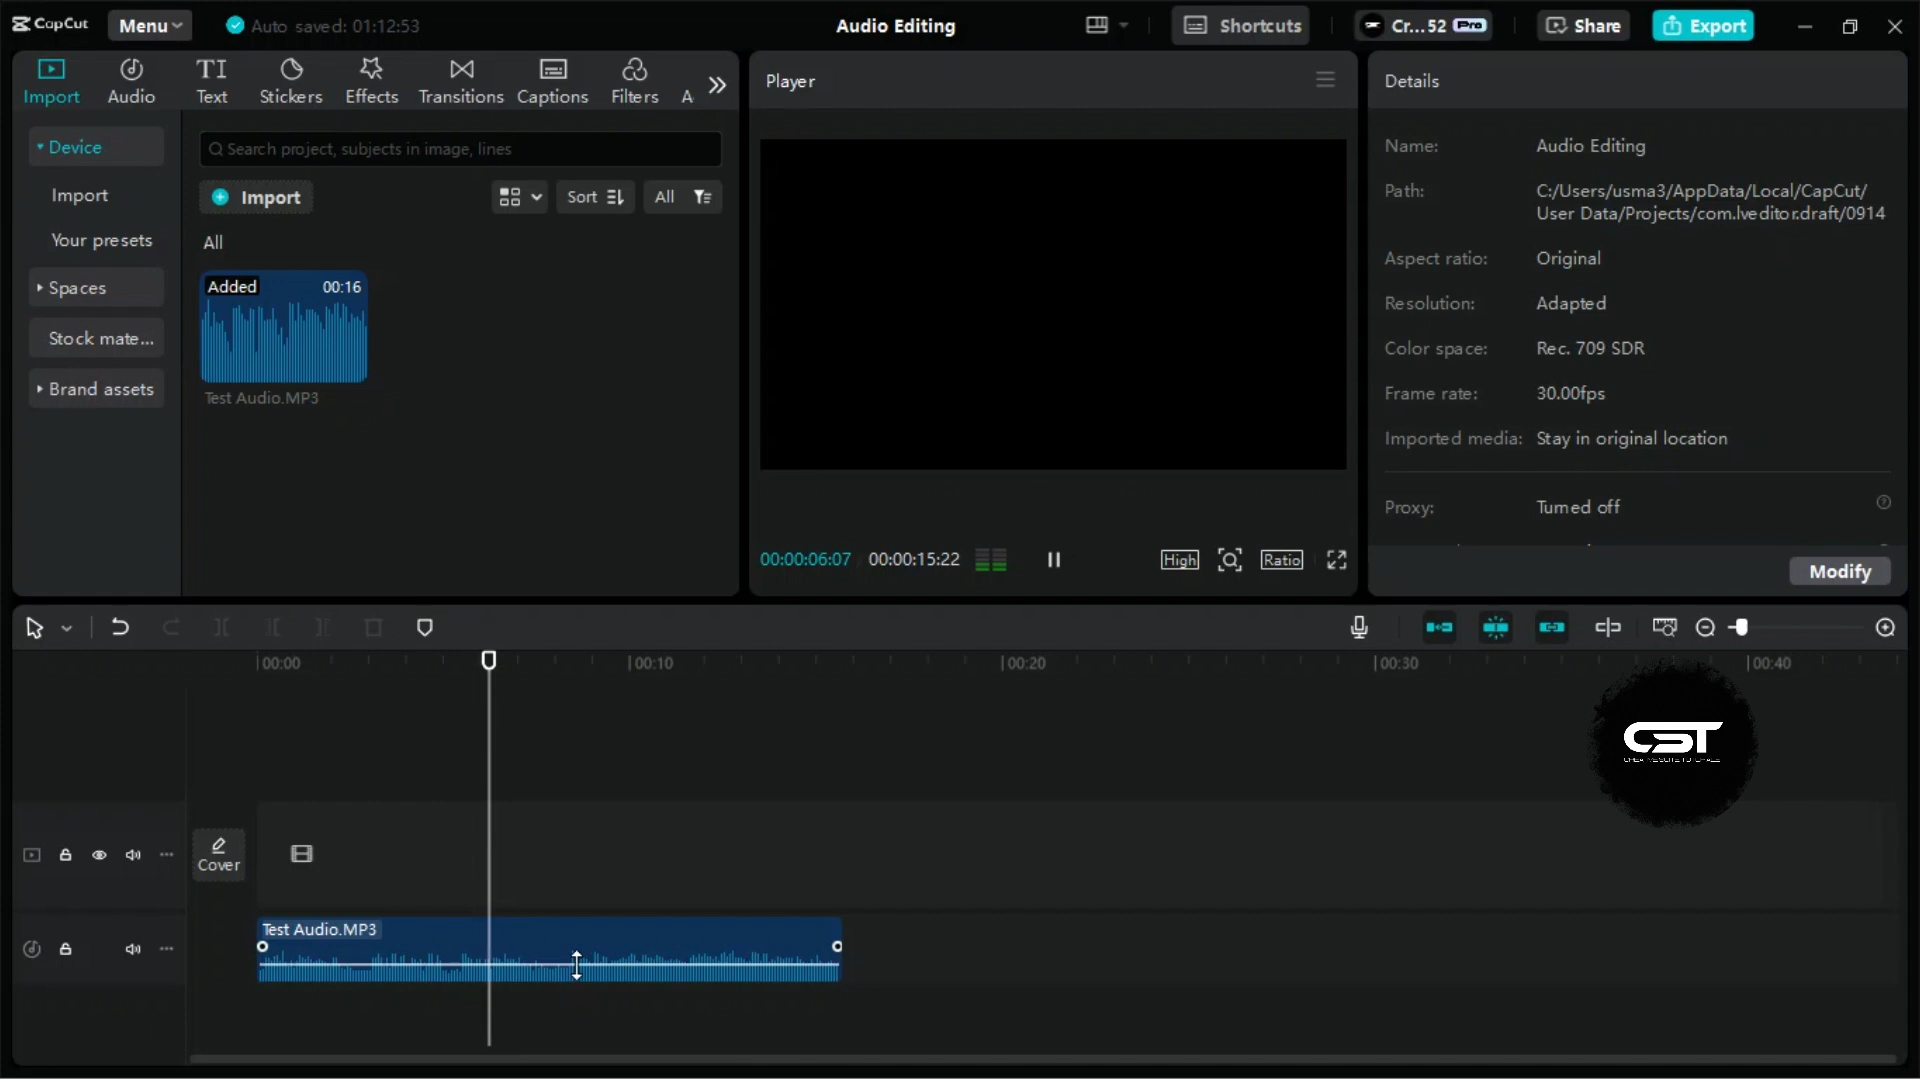 CapCut
Menu
Auto saved: 01:12:53
Audio Editing
Shortcuts
Cr...52 Pro
Share
Export
Import
Audio
TI
Text
Stickers
Effects
Transitions
Captions
Filters
A
Device
Import
Your presets
Spaces
Stock mate...
Brand assets
Search project, subjects in image, lines
Import
Sort
All
All
Added 00:16
Test Audio.MP3
Player
00:00:06:07 00:00:15:22
High
Ratio
Details
Name: Audio Editing
Path: C:/Users/usma3/AppData/Local/CapCut/
User Data/Projects/com.lveditor.draft/0914
Aspect ratio: Original
Resolution: Adapted
Color space: Rec. 709 SDR
Frame rate: 30.00fps
Imported media: Stay in original location
Proxy: Turned off
Modify
00:00
00:10
00:20
00:30
00:40
CST
Cover
Test Audio.MP3